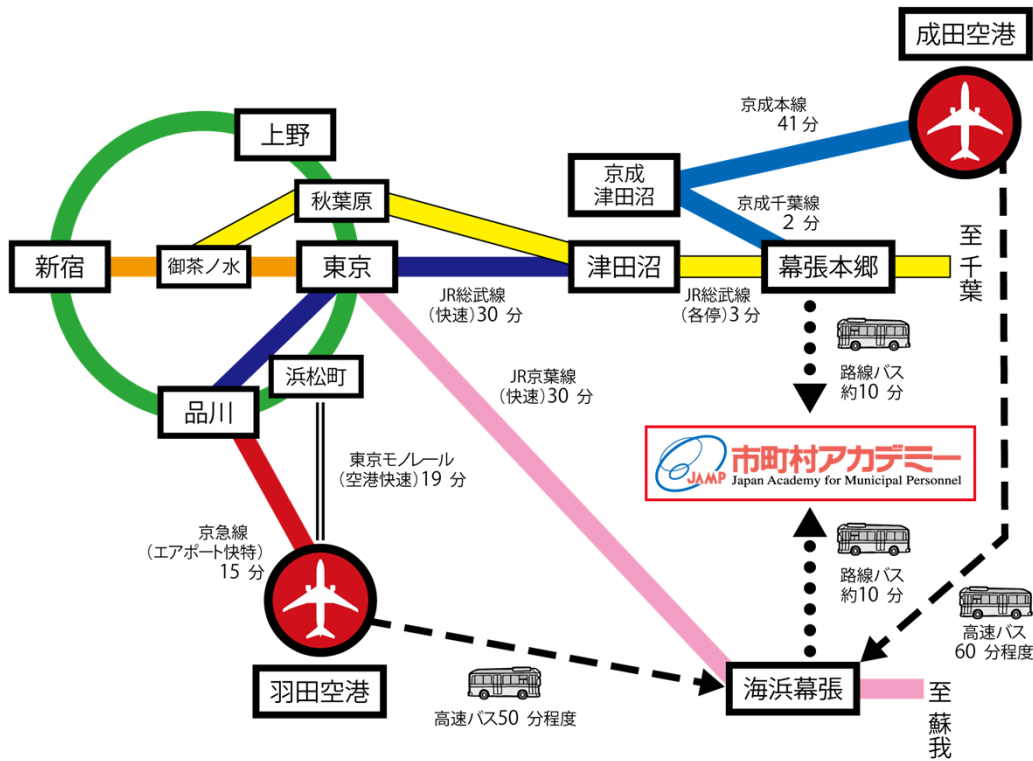 成田空港
京成本線
41分
上野
京成
津田沼
秋葉原
京成千葉線
2 分
至 千葉
新宿
御茶ノ水
東京
津田沼
幕張本郷
JR総武線
(快速)30 分
JR総武線
(各停)3分
浜松町
品川
JR京葉線
(快速)30 分
路線バス
約10 分
JAMP
市町村アカデミー
Japan Academy for Municipal Personnel
東京モノレール
(空港快速)19 分
京急線
(エアポート快特)
15 分
路線バス
約10 分
高速バス
60 分程度
羽田空港
高速バス50 分程度
海浜幕張
至 蘇我